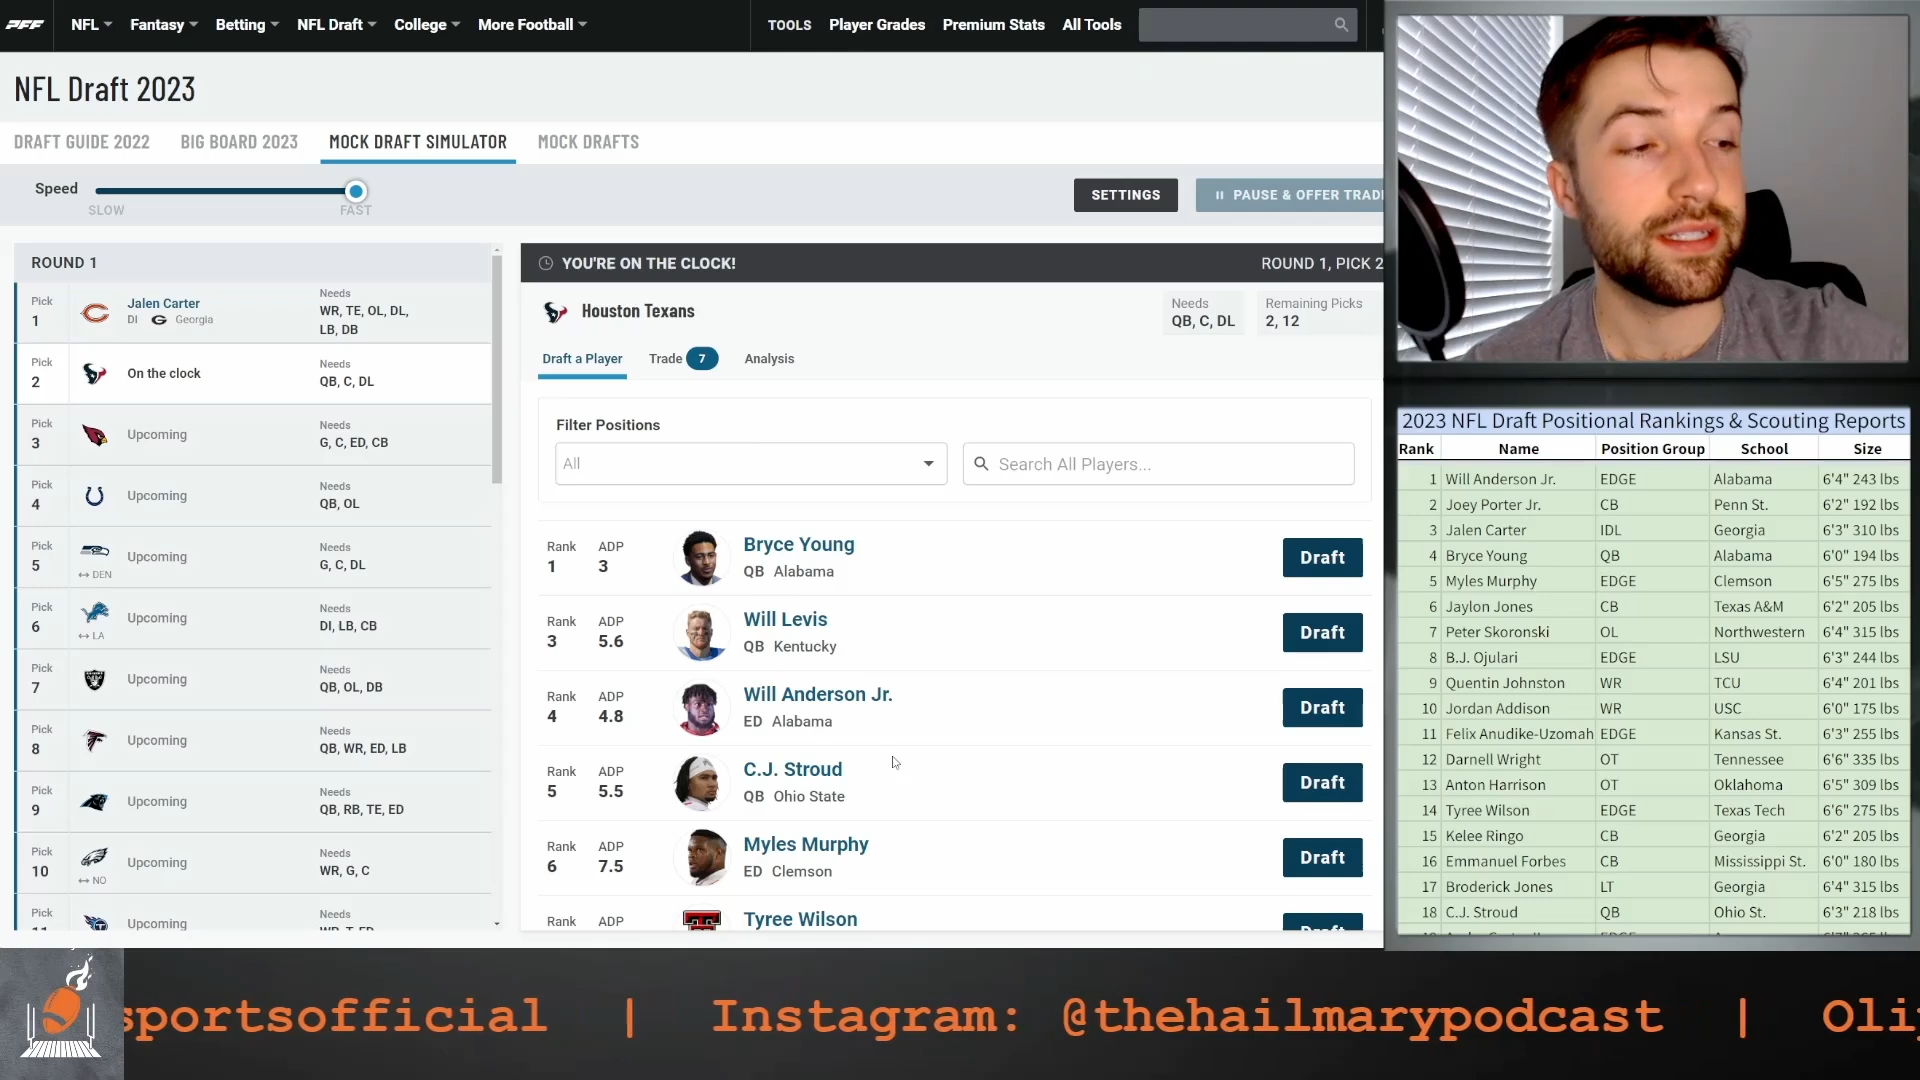 PFF NFL Fantasy Betting NFL Draft College More Football TOOLS Player Grades Premium Stats All Tools
NFL Draft 2023
DRAFT GUIDE 2022 BIG BOARD 2023 MOCK DRAFT SIMULATOR MOCK DRAFTS
Speed
SLOW FAST
SETTINGS PAUSE & OFFER TRAD
ROUND 1
Pick 1 Jalen Carter Needs
DI G Georgia WR, TE, OL, DL,
LB, DB
Pick 2 On the clock Needs
QB, C, DL
Pick 3 Upcoming Needs
G, C, ED, CB
Pick 4 Upcoming Needs
QB, OL
Pick 5 Upcoming Needs
DEN G, C, DL
Pick 6 Upcoming Needs
LA DI, LB, CB
Pick 7 Upcoming Needs
QB, OL, DB
Pick 8 Upcoming Needs
QB, WR, ED, LB
Pick 9 Upcoming Needs
QB, RB, TE, ED
Pick 10 Upcoming Needs
NO WR, G, C
Pick Upcoming Needs
YOU'RE ON THE CLOCK! ROUND 1, PICK 2
Houston Texans
Needs
QB, C, DL
Remaining Picks
2, 12
Draft a Player Trade 7 Analysis
Filter Positions
All
Search All Players...
Rank ADP Bryce Young
1 3 QB Alabama Draft
Rank ADP Will Levis
3 5.6 QB Kentucky Draft
Rank ADP Will Anderson Jr.
4 4.8 ED Alabama Draft
Rank ADP C.J. Stroud
5 5.5 QB Ohio State Draft
Rank ADP Myles Murphy
6 7.5 ED Clemson Draft
Rank ADP Tyree Wilson
Draft
2023 NFL Draft Positional Rankings & Scouting Reports
Rank Name Position Group School Size
1 Will Anderson Jr. EDGE Alabama 6'4" 243 lbs
2 Joey Porter Jr. CB Penn St. 6'2" 192 lbs
3 Jalen Carter IDL Georgia 6'3" 310 lbs
4 Bryce Young QB Alabama 6'0" 194 lbs
5 Myles Murphy EDGE Clemson 6'5" 275 lbs
6 Jaylon Jones CB Texas A&M 6'2" 205 lbs
7 Peter Skoronski OL Northwestern 6'4" 315 lbs
8 B.J. Ojulari EDGE LSU 6'3" 244 lbs
9 Quentin Johnston WR TCU 6'4" 201 lbs
10 Jordan Addison WR USC 6'0" 175 lbs
11 Felix Anudike-Uzomah EDGE Kansas St. 6'3" 255 lbs
12 Darnell Wright OT Tennessee 6'6" 335 lbs
13 Anton Harrison OT Oklahoma 6'5" 309 lbs
14 Tyree Wilson EDGE Texas Tech 6'6" 275 lbs
15 Kelee Ringo CB Georgia 6'2" 205 lbs
16 Emmanuel Forbes CB Mississippi St. 6'0" 180 lbs
17 Broderick Jones LT Georgia 6'4" 315 lbs
18 C.J. Stroud QB Ohio St. 6'3" 218 lbs
sportsofficial | Instagram: @thehailmarypodcast | Oli